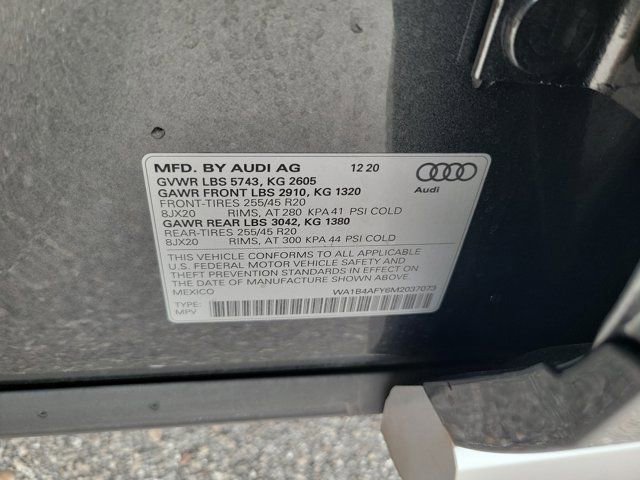 MFD. BY AUDI AG 12 20
GVWR LBS 5743, KG 2605
GAWR FRONT LBS 2910, KG 1320
FRONT-TIRES 255/45 R20
8JX20 RIMS, AT 280 KPA 41 PSI COLD
GAWR REAR LBS 3042, KG 1380
REAR-TIRES 255/45 R20
8JX20 RIMS, AT 300 KPA 44 PSI COLD
Audi
THIS VEHICLE CONFORMS TO ALL APPLICABLE
U.S. FEDERAL MOTOR VEHICLE SAFETY AND
THEFT PREVENTION STANDARDS IN EFFECT ON
THE DATE OF MANUFACTURE SHOWN ABOVE.
MEXICO WA1B4AFY6M2037073
TYPE:
MPV